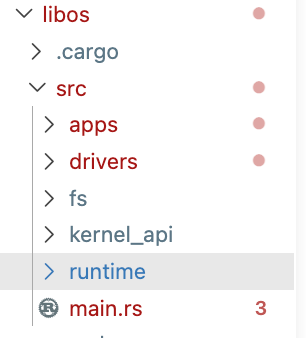 libos
.cargo
src
apps
drivers
fs
kernel_api
runtime
main.rs 3